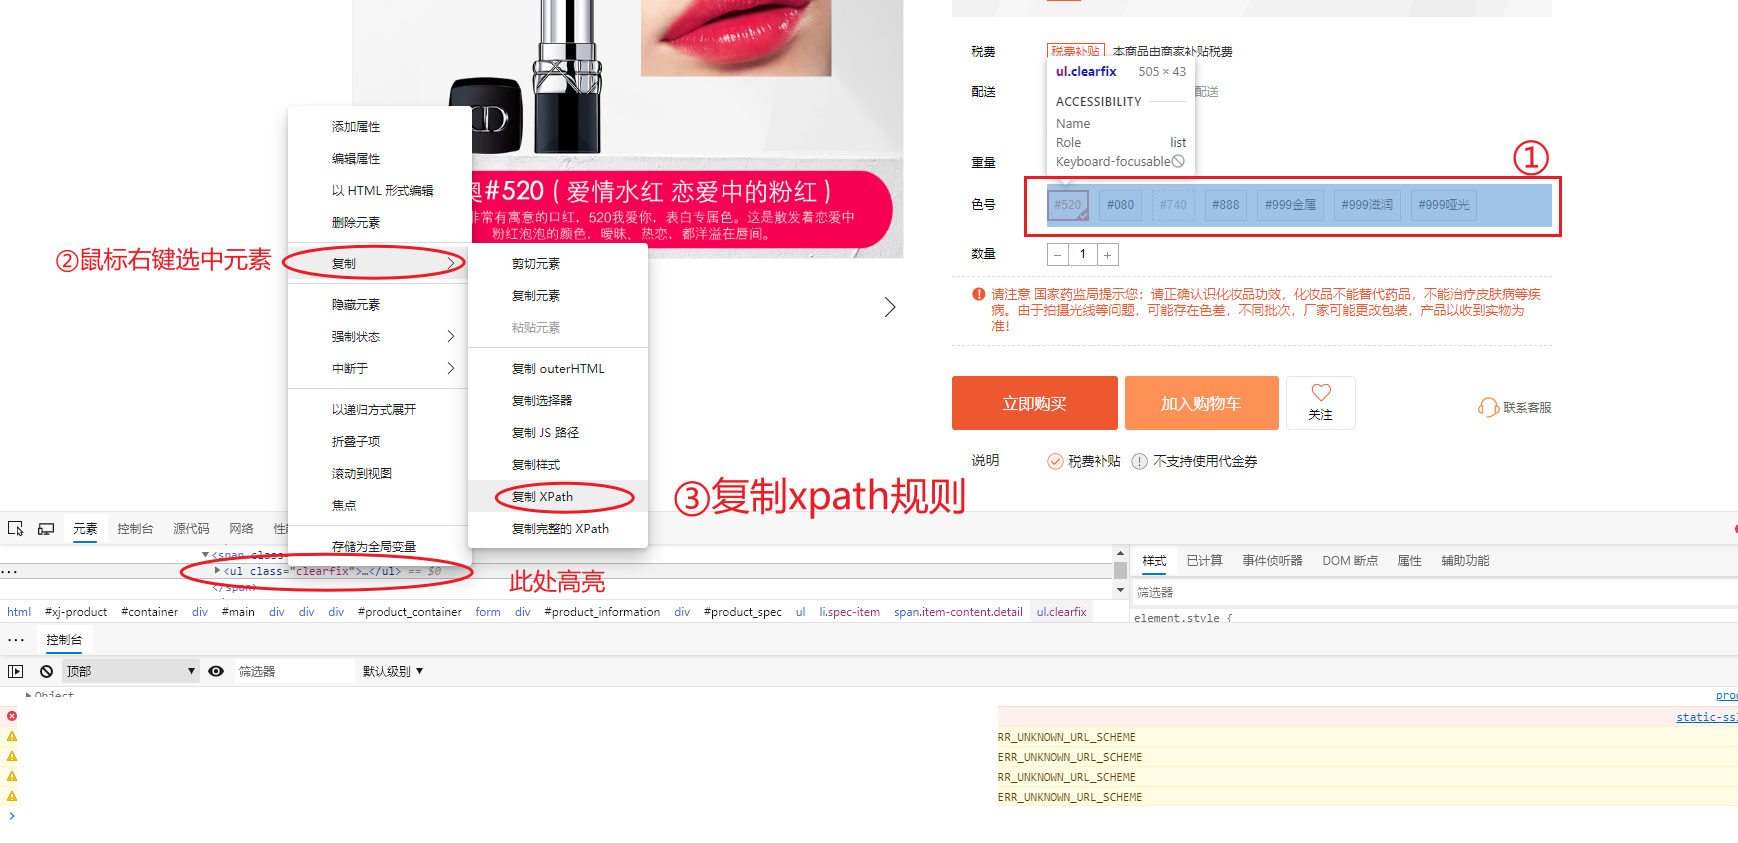 税费 税费补贴 本商品由商家补贴税费
ul.clearfix 505 × 43
配送
配送
ACCESSIBILITY
Name
Role list
Keyboard-focusable
重量
①
色号 #520 #080 #740 #888 #999金属 #999滋润 #999哑光
数量 − 1 +
请注意 国家药监局提示您：请正确认识化妆品功效，化妆品不能替代药品，不能治疗皮肤病等疾
病。由于拍摄光线等问题，可能存在色差，不同批次，厂家可能更改包装，产品以收到实物为
准！
立即购买 加入购物车 关注 联系客服
说明 税费补贴 不支持使用代金券
#520 ( 爱情水红 恋爱中的粉红 )
非常有寓意的口红，520我爱你，表白专属色。这是散发着恋爱中
粉红泡泡的颜色，暧昧、热恋，都洋溢在唇间。
添加属性
编辑属性
以 HTML 形式编辑
删除元素
②鼠标右键选中元素
复制
隐藏元素
强制状态
中断于
以递归方式展开
折叠子项
滚动到视图
焦点
存储为全局变量
剪切元素
复制元素
粘贴元素
复制 outerHTML
复制选择器
复制 JS 路径
复制样式
复制 XPath
复制完整的 XPath
③复制xpath规则
元素 控制台 源代码 网络
<span class=
<ul class="clearfix">…</ul> == $0
</span>
此处高亮
样式 已计算 事件侦听器 DOM 断点 属性 辅助功能
筛选器
element.style {
html #xj-product #container div #main div div div #product_container form div #product_information div #product_spec ul li.spec-item span.item-content.detail ul.clearfix
控制台
顶部 筛选器 默认级别
Object
static-ssl
RR_UNKNOWN_URL_SCHEME
ERR_UNKNOWN_URL_SCHEME
RR_UNKNOWN_URL_SCHEME
ERR_UNKNOWN_URL_SCHEME